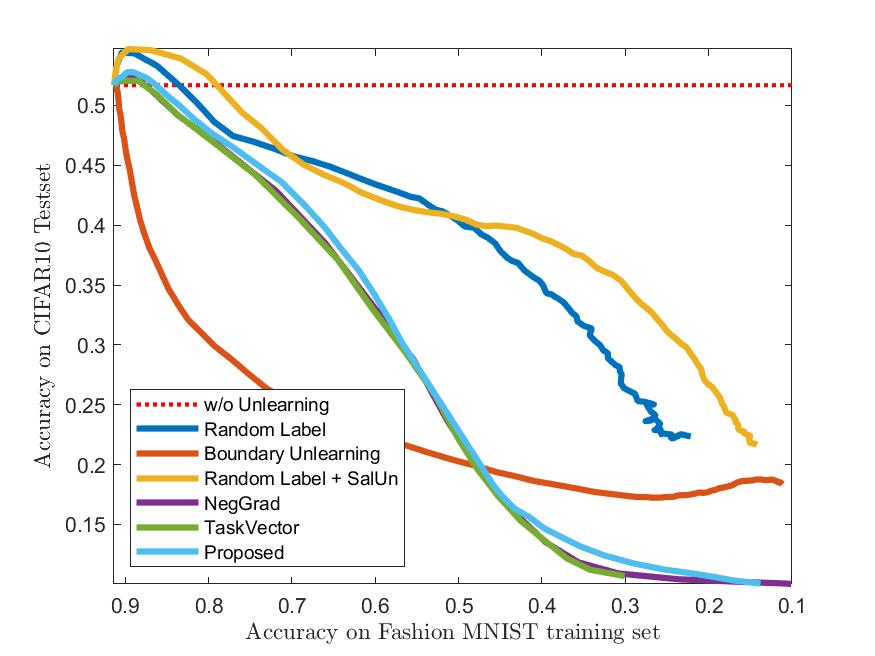 0.5
0.45
0.4
0.35
0.3
0.25
0.2
0.15
Accuracy on CIFAR10 Testset
w/o Unlearning
Random Label
Boundary Unlearning
Random Label + SalUn
NegGrad
TaskVector
Proposed
0.9 0.8 0.7 0.6 0.5 0.4 0.3 0.2 0.1
Accuracy on Fashion MNIST training set